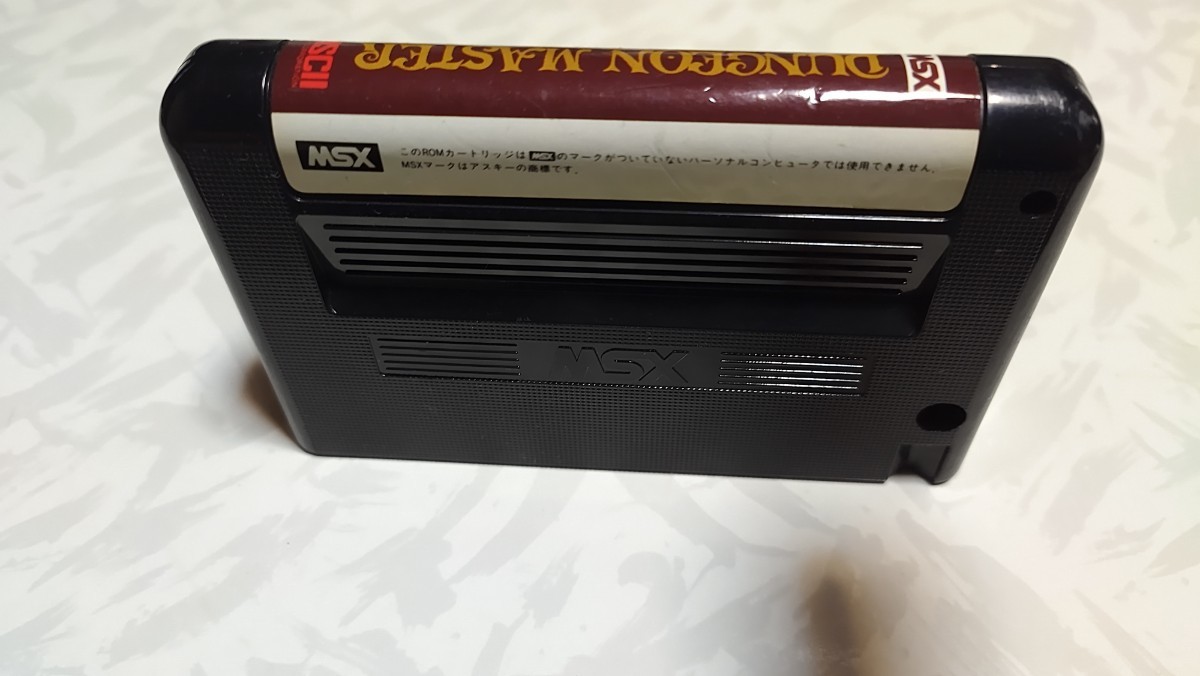 MSX
DUNGEON MASTER
ASCII
MSX
このROMカートリッジは MSX のマークがついていないパーソナルコンピュータでは使用できません。
MSXマークはアスキーの商標です。
MSX